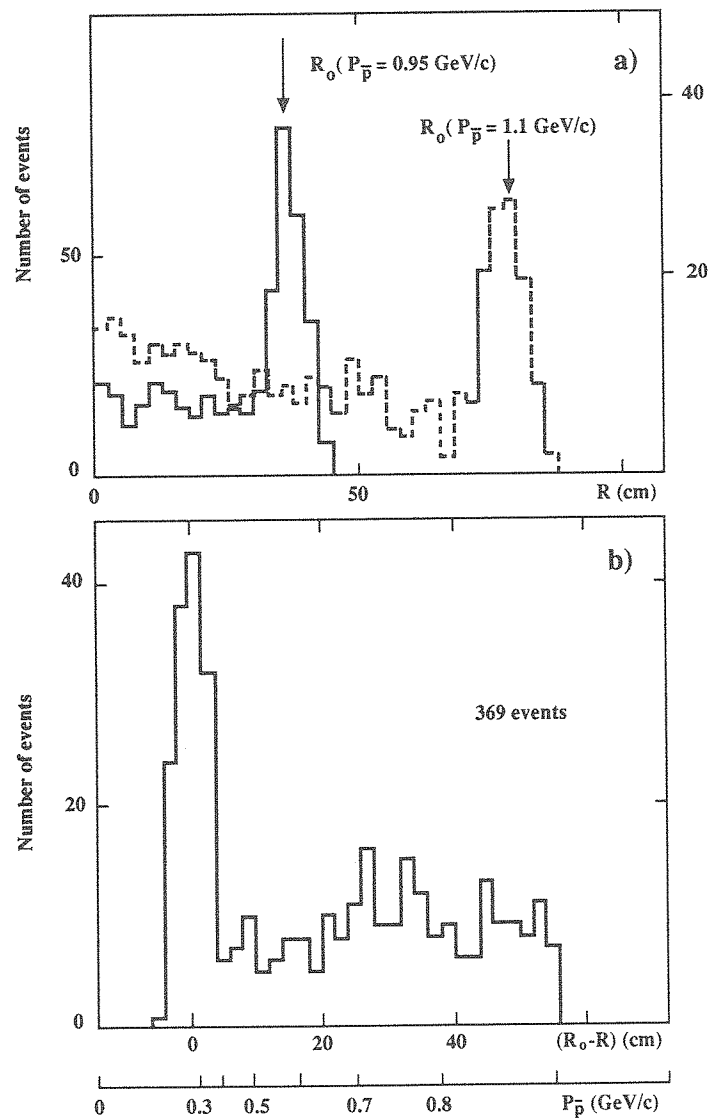 R₀( P_p̄ = 0.95 GeV/c)
a)
40
R₀( P_p̄ = 1.1 GeV/c)
Number of events
50
20
0
0
50
R (cm)
b)
40
369 events
Number of events
20
0
0
20
40
(R₀-R) (cm)
0
0.3
0.5
0.7
0.8
P_p̄ (GeV/c)